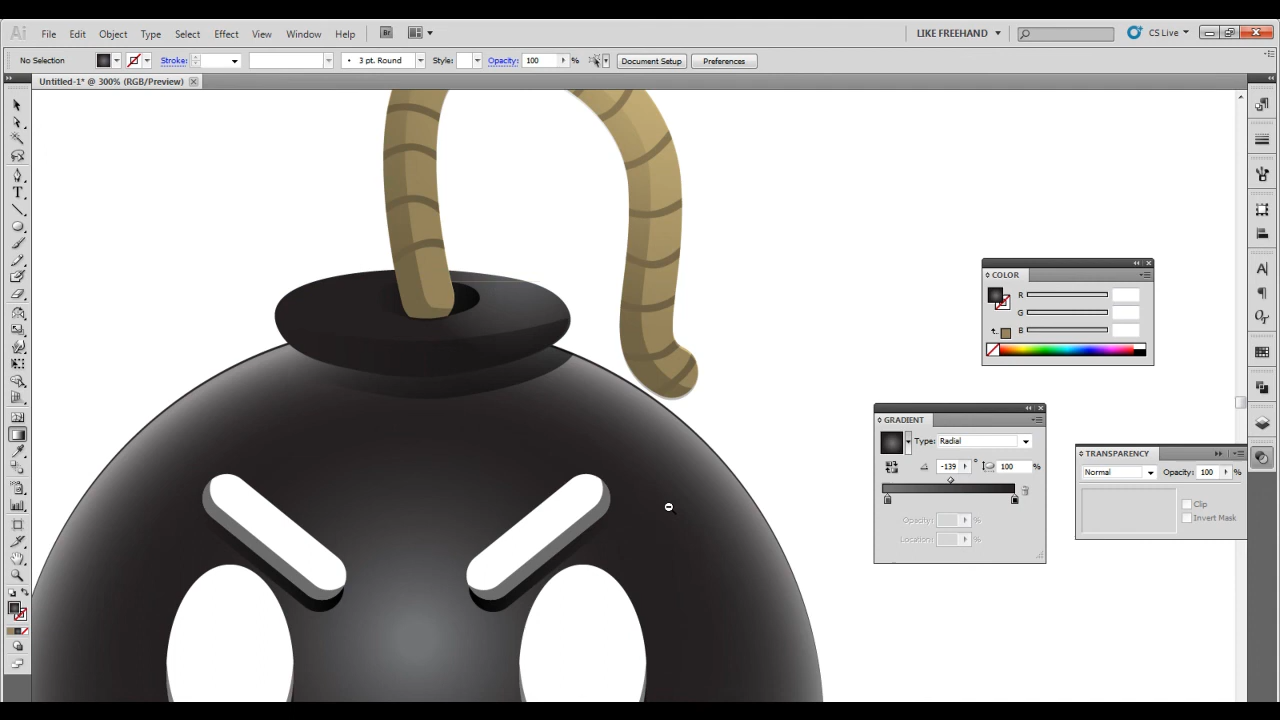 Ai File Edit Object Type Select Effect View Window Help Br LIKE FREEHAND CS Live
No Selection Stroke: 3 pt. Round Style: Opacity: 100 % Document Setup Preferences
Untitled-1* @ 300% (RGB/Preview)
COLOR
R
G
B
GRADIENT
Type: Radial
-139 ° 100 %
Opacity: %
Location: %
TRANSPARENCY
Normal Opacity: 100 %
Clip
Invert Mask